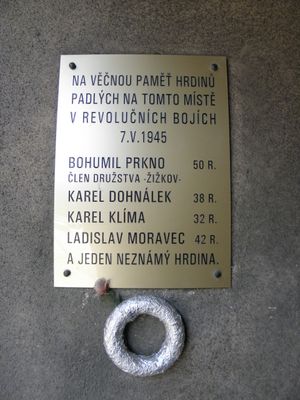 NA VĚČNOU PAMĚŤ HRDINŮ
PADLÝCH NA TOMTO MÍSTĚ
V REVOLUČNÍCH BOJÍCH
7.V.1945
BOHUMIL PRKNO 50 R.
ČLEN DRUŽSTVA -ŽIŽKOV-
KAREL DOHNÁLEK 38 R.
KAREL KLÍMA 32 R.
LADISLAV MORAVEC 42 R.
A JEDEN NEZNÁMÝ HRDINA.